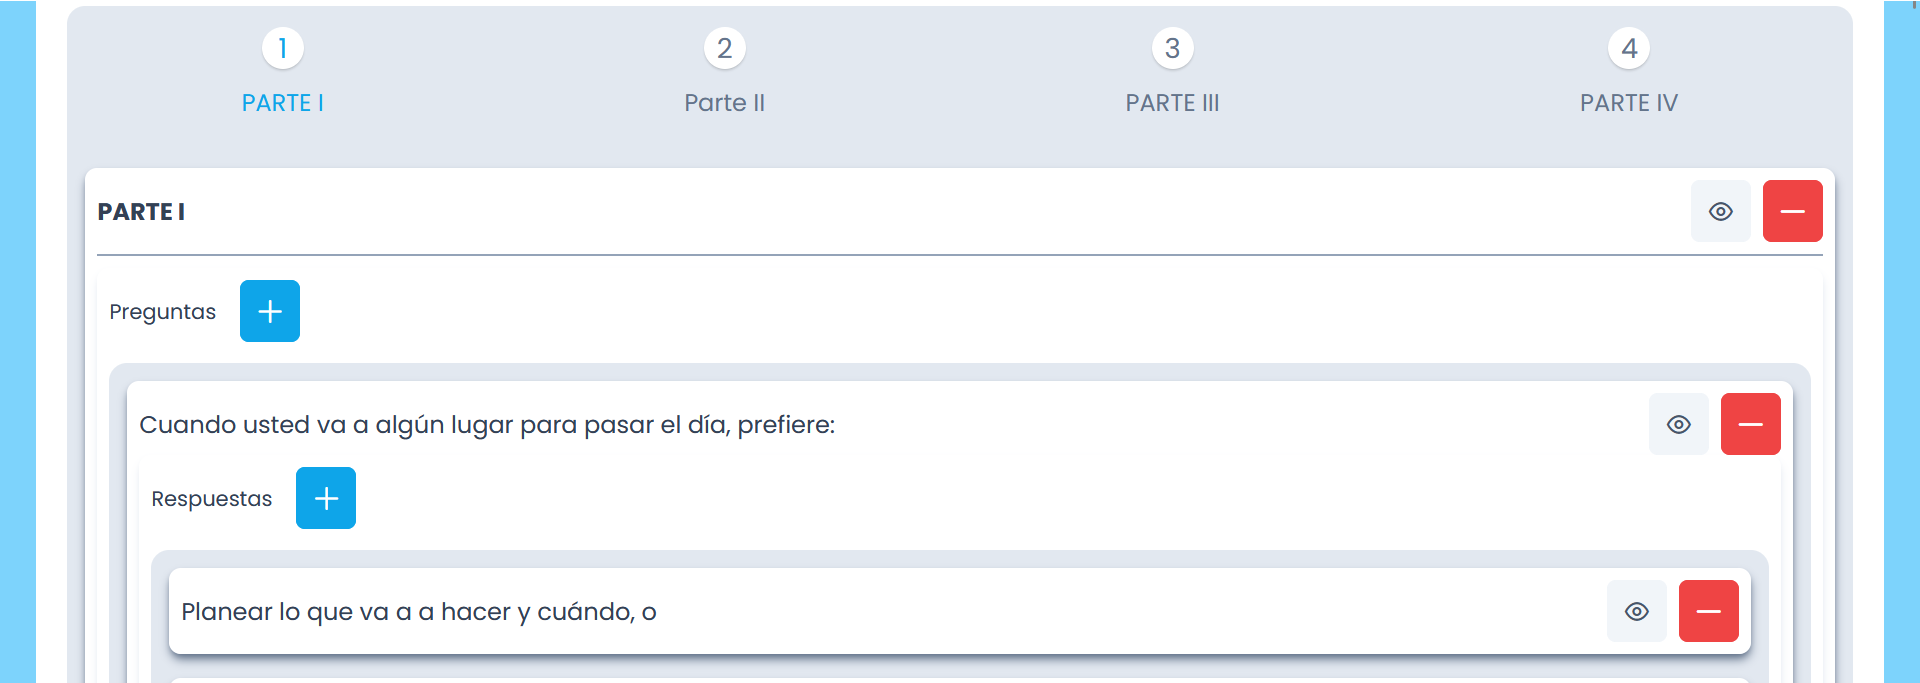 1
PARTE I
2
Parte II
3
PARTE III
4
PARTE IV
PARTE I
Preguntas
Cuando usted va a algún lugar para pasar el día, prefiere:
Respuestas
Planear lo que va a a hacer y cuándo, o